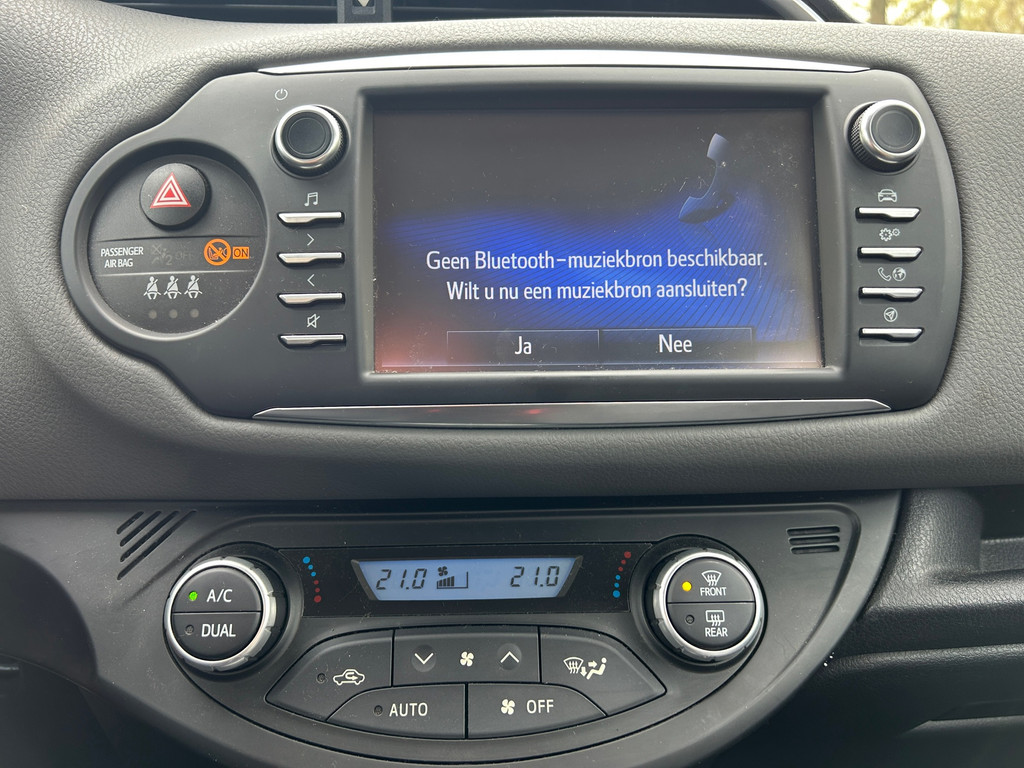 PASSENGER
AIR BAG
ON
Geen Bluetooth-muziekbron beschikbaar.
Wilt u nu een muziekbron aansluiten?
Ja
Nee
A/C
DUAL
21.0
21.0
FRONT
REAR
AUTO
OFF